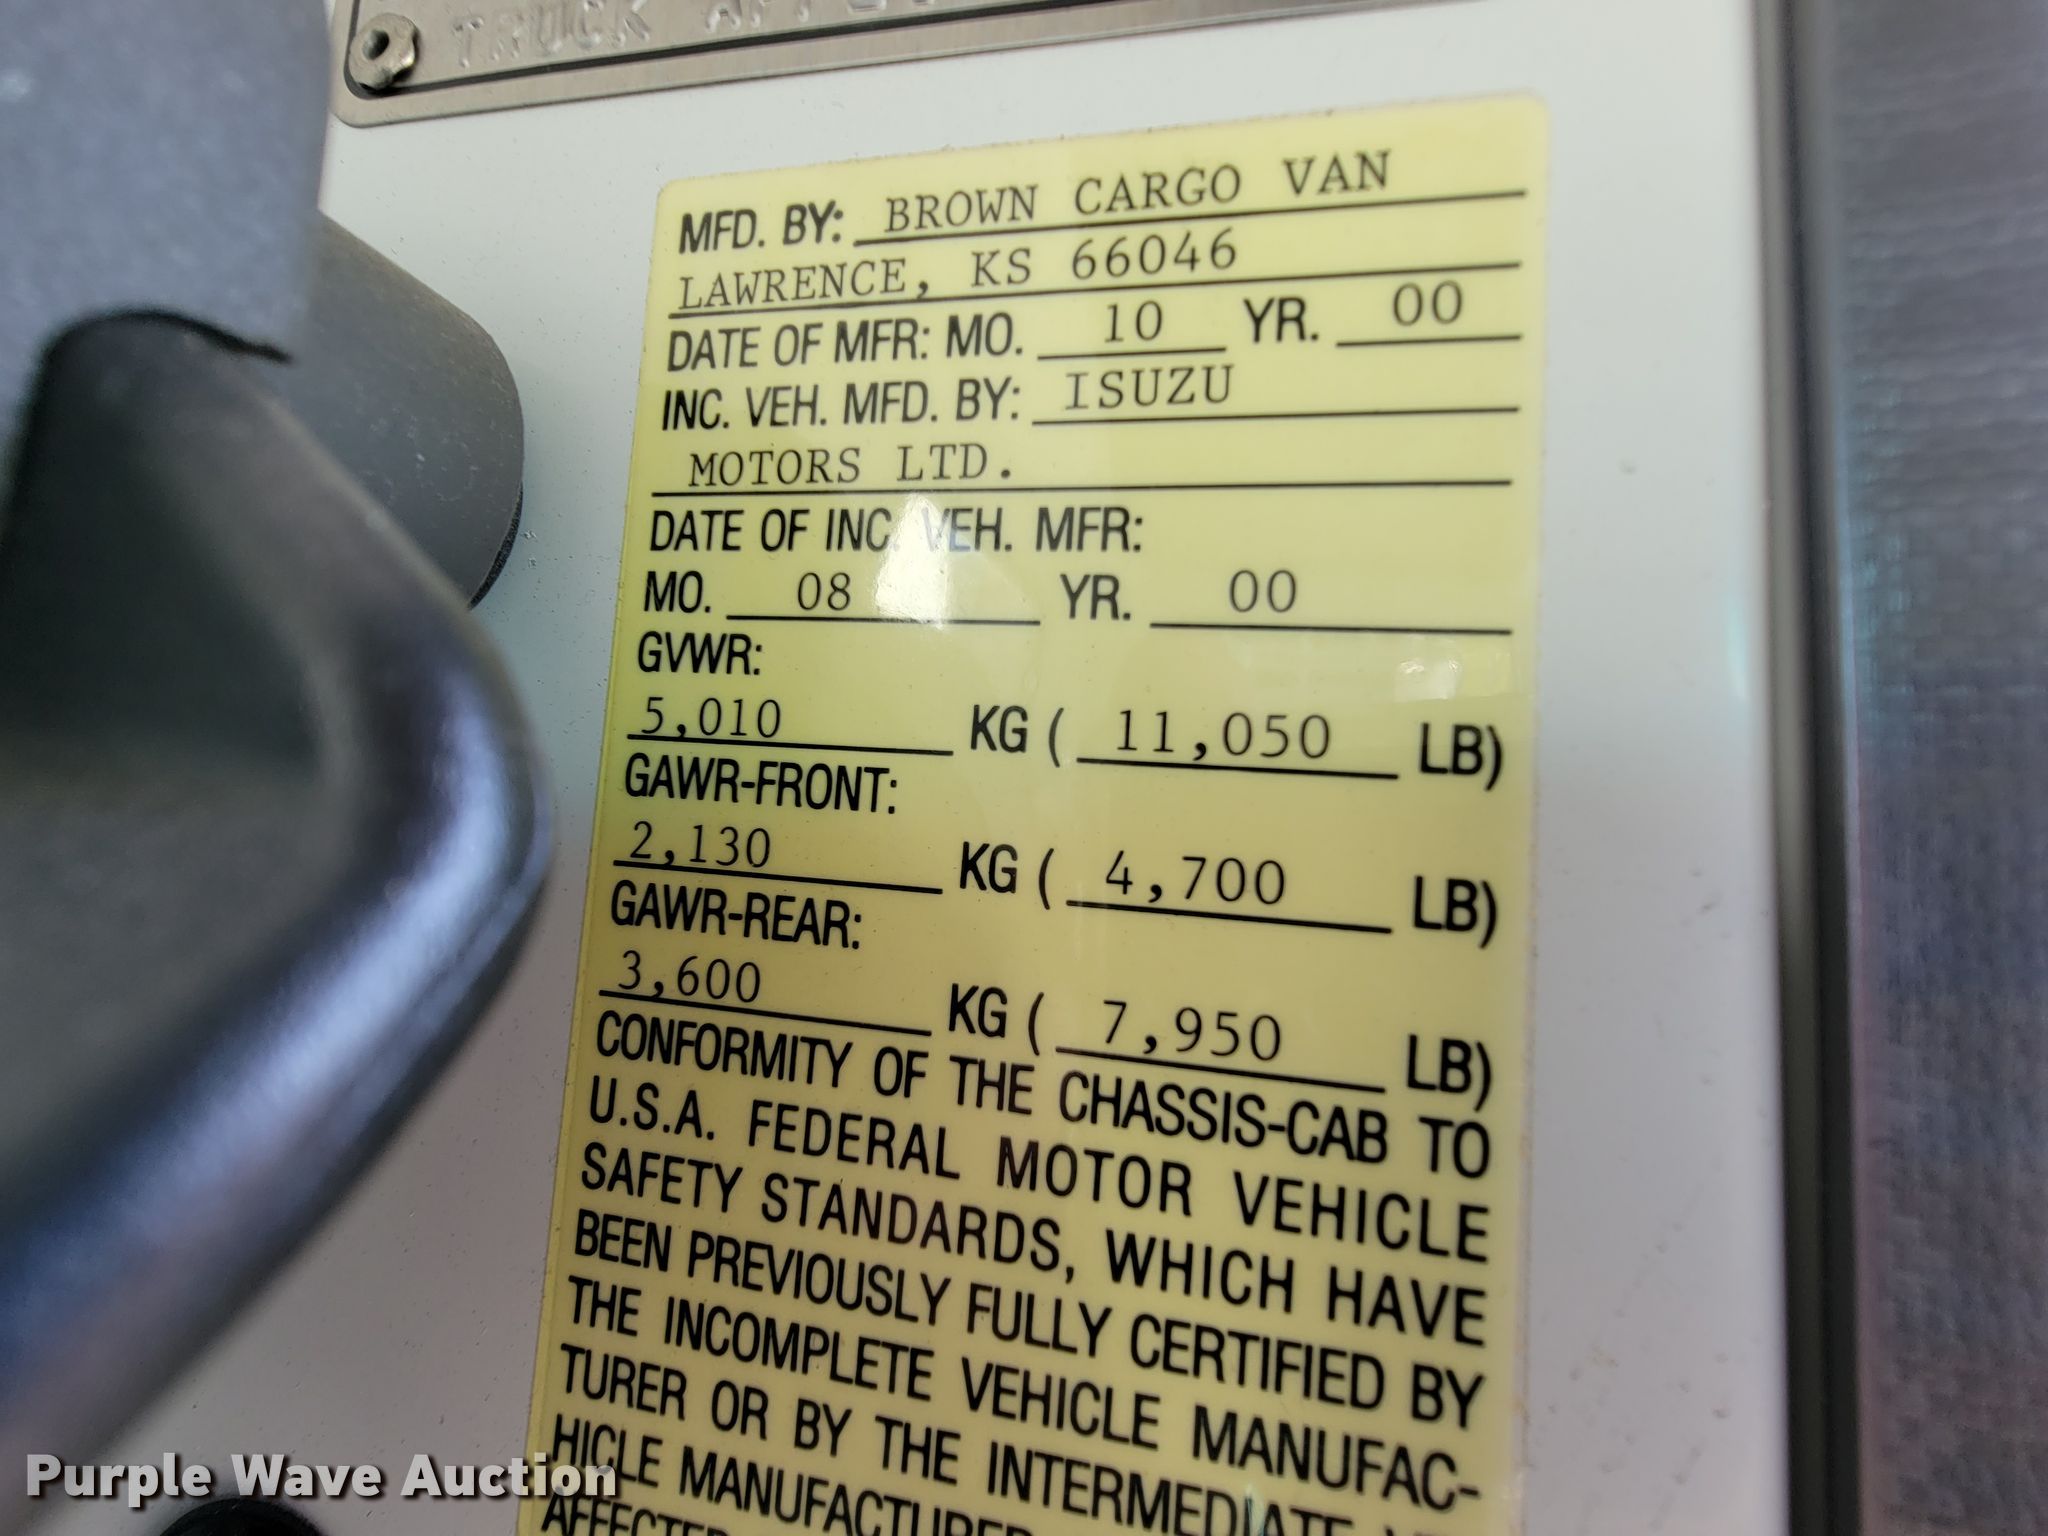 TRUCK
MFD. BY: BROWN CARGO VAN
LAWRENCE, KS 66046
DATE OF MFR: MO. 10 YR. 00
INC. VEH. MFD. BY: ISUZU
MOTORS LTD.
DATE OF INC. VEH. MFR:
MO. 08 YR. 00
GVWR:
5,010 KG ( 11,050 LB)
GAWR-FRONT:
2,130 KG ( 4,700 LB)
GAWR-REAR:
3,600 KG ( 7,950 LB)
CONFORMITY OF THE CHASSIS-CAB TO
U.S.A. FEDERAL MOTOR VEHICLE
SAFETY STANDARDS, WHICH HAVE
BEEN PREVIOUSLY FULLY CERTIFIED BY
THE INCOMPLETE VEHICLE MANUFAC-
TURER OR BY THE INTERMEDIATE
HICLE MANUFACTURER
Purple Wave Auction